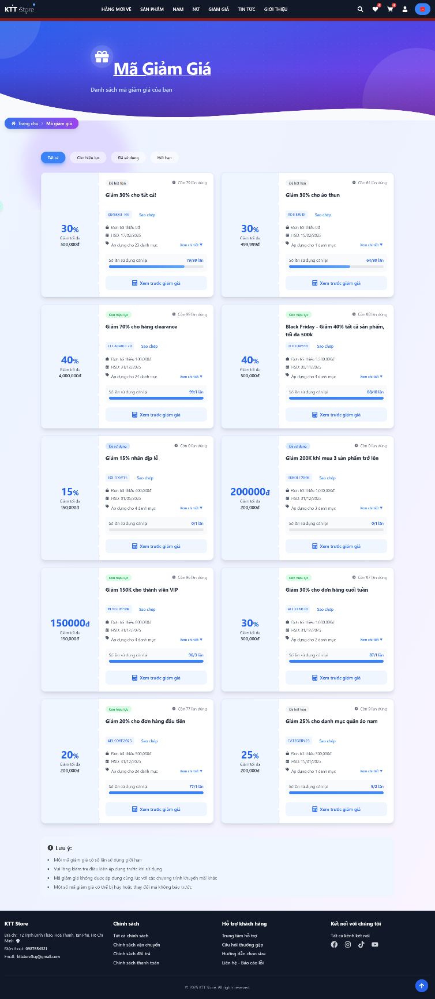 KTT Store
HÀNG MỚI VỀ SẢN PHẨM NAM NỮ GIẢM GIÁ TIN TỨC GIỚI THIỆU
Mã Giảm Giá
Danh sách mã giảm giá của bạn
Trang chủ > Mã giảm giá
Tất cả Còn hiệu lực Đã sử dụng Hết hạn
Đã hết hạn Còn 79 lần dùng
Giảm 30% cho tất cả!
Sao chép
30%
Giảm tối đa
500,000đ
Đơn tối thiểu 0đ
HSD: 17/02/2025
Áp dụng cho 23 danh mục Xem chi tiết ▼
Số lần sử dụng còn lại 79/99 lần
Xem trước giảm giá
Đã hết hạn Còn 64 lần dùng
Giảm 30% cho áo thun
Sao chép
30%
Giảm tối đa
499,999đ
Đơn tối thiểu 0đ
HSD: 15/02/2025
Áp dụng cho 1 danh mục Xem chi tiết ▼
Số lần sử dụng còn lại 64/99 lần
Xem trước giảm giá
Còn hiệu lực Còn 99 lần dùng
Giảm 70% cho hàng clearance
CLEARANCE70 Sao chép
40%
Giảm tối đa
4,000,000đ
Đơn tối thiểu 100,000đ
HSD: 31/12/2025
Áp dụng cho 24 danh mục Xem chi tiết ▼
Số lần sử dụng còn lại 99/1 lần
Xem trước giảm giá
Còn hiệu lực Còn 88 lần dùng
Black Friday - Giảm 40% tất cả sản phẩm,
tối đa 500k
Sao chép
40%
Giảm tối đa
500,000đ
Đơn tối thiểu 1,500,000đ
HSD: 30/11/2025
Áp dụng cho 4 danh mục Xem chi tiết ▼
Số lần sử dụng còn lại 88/10 lần
Xem trước giảm giá
Đã sử dụng Còn 0 lần dùng
Giảm 15% nhân dịp lễ
HOLIDAY15 Sao chép
15%
Giảm tối đa
150,000đ
Đơn tối thiểu 400,000đ
HSD: 01/05/2025
Áp dụng cho 4 danh mục Xem chi tiết ▼
Số lần sử dụng còn lại 0/1 lần
Xem trước giảm giá
Đã sử dụng Còn 0 lần dùng
Giảm 200K khi mua 3 sản phẩm trở lên
BUNDLE200K Sao chép
200000đ
Giảm tối đa
200,000đ
Đơn tối thiểu 1,000,000đ
HSD: 31/12/2025
Áp dụng cho 3 danh mục Xem chi tiết ▼
Số lần sử dụng còn lại 0/1 lần
Xem trước giảm giá
Còn hiệu lực Còn 96 lần dùng
Giảm 150K cho thành viên VIP
MEMBER150K Sao chép
150000đ
Giảm tối đa
150,000đ
Đơn tối thiểu 800,000đ
HSD: 31/12/2025
Áp dụng cho 4 danh mục Xem chi tiết ▼
Số lần sử dụng còn lại 96/3 lần
Xem trước giảm giá
Còn hiệu lực Còn 87 lần dùng
Giảm 30% cho đơn hàng cuối tuần
WEEKEND30 Sao chép
30%
Giảm tối đa
300,000đ
Đơn tối thiểu 1,000,000đ
HSD: 31/12/2025
Áp dụng cho 2 danh mục Xem chi tiết ▼
Số lần sử dụng còn lại 87/1 lần
Xem trước giảm giá
Còn hiệu lực Còn 77 lần dùng
Giảm 20% cho đơn hàng đầu tiên
WELCOME2025 Sao chép
20%
Giảm tối đa
200,000đ
Đơn tối thiểu 500,000đ
HSD: 31/12/2025
Áp dụng cho 24 danh mục Xem chi tiết ▼
Số lần sử dụng còn lại 77/1 lần
Xem trước giảm giá
Đã hết hạn Còn 9 lần dùng
Giảm 25% cho danh mục quần áo nam
CATEGORY25 Sao chép
25%
Giảm tối đa
200,000đ
Đơn tối thiểu 300,000đ
HSD: 15/01/2025
Áp dụng cho 1 danh mục Xem chi tiết ▼
Số lần sử dụng còn lại 9/2 lần
Xem trước giảm giá
Lưu ý:
• Mỗi mã giảm giá có số lần sử dụng giới hạn
• Vui lòng kiểm tra điều kiện áp dụng trước khi sử dụng
• Mã giảm giá không được áp dụng cùng lúc với các chương trình khuyến mãi khác
• Một số mã giảm giá có thể bị hủy hoặc thay đổi mà không báo trước
KTT Store
Địa chỉ: 12 Trịnh Đình Thảo, Hoà Thanh, Tân Phú, Hồ Chí
Minh
Điện thoại: 0987654321
Email: kttstore3cg@gmail.com
Chính sách
Tất cả chính sách
Chính sách vận chuyển
Chính sách đổi trả
Chính sách thanh toán
Hỗ trợ khách hàng
Trung tâm hỗ trợ
Câu hỏi thường gặp
Hướng dẫn chọn size
Liên hệ - Báo cáo lỗi
Kết nối với chúng tôi
Tất cả kênh kết nối
© 2025 KTT Store. All rights reserved.